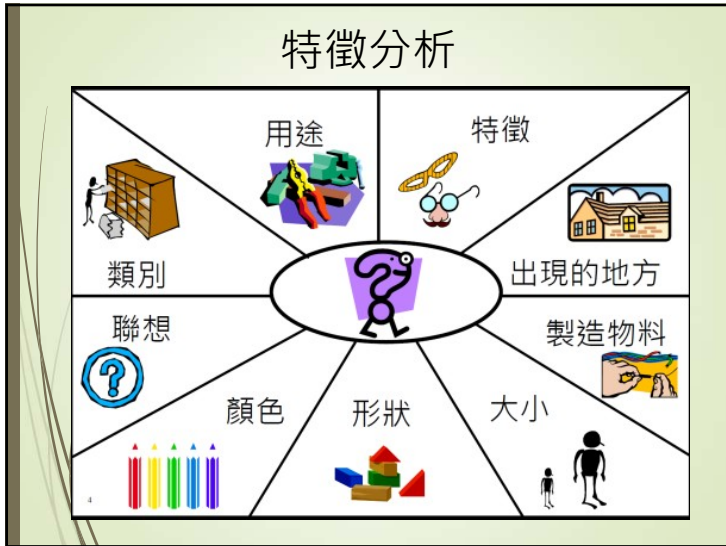 特徵分析
用途
特徵
類別
出現的地方
聯想
製造物料
顏色
形狀
大小
4